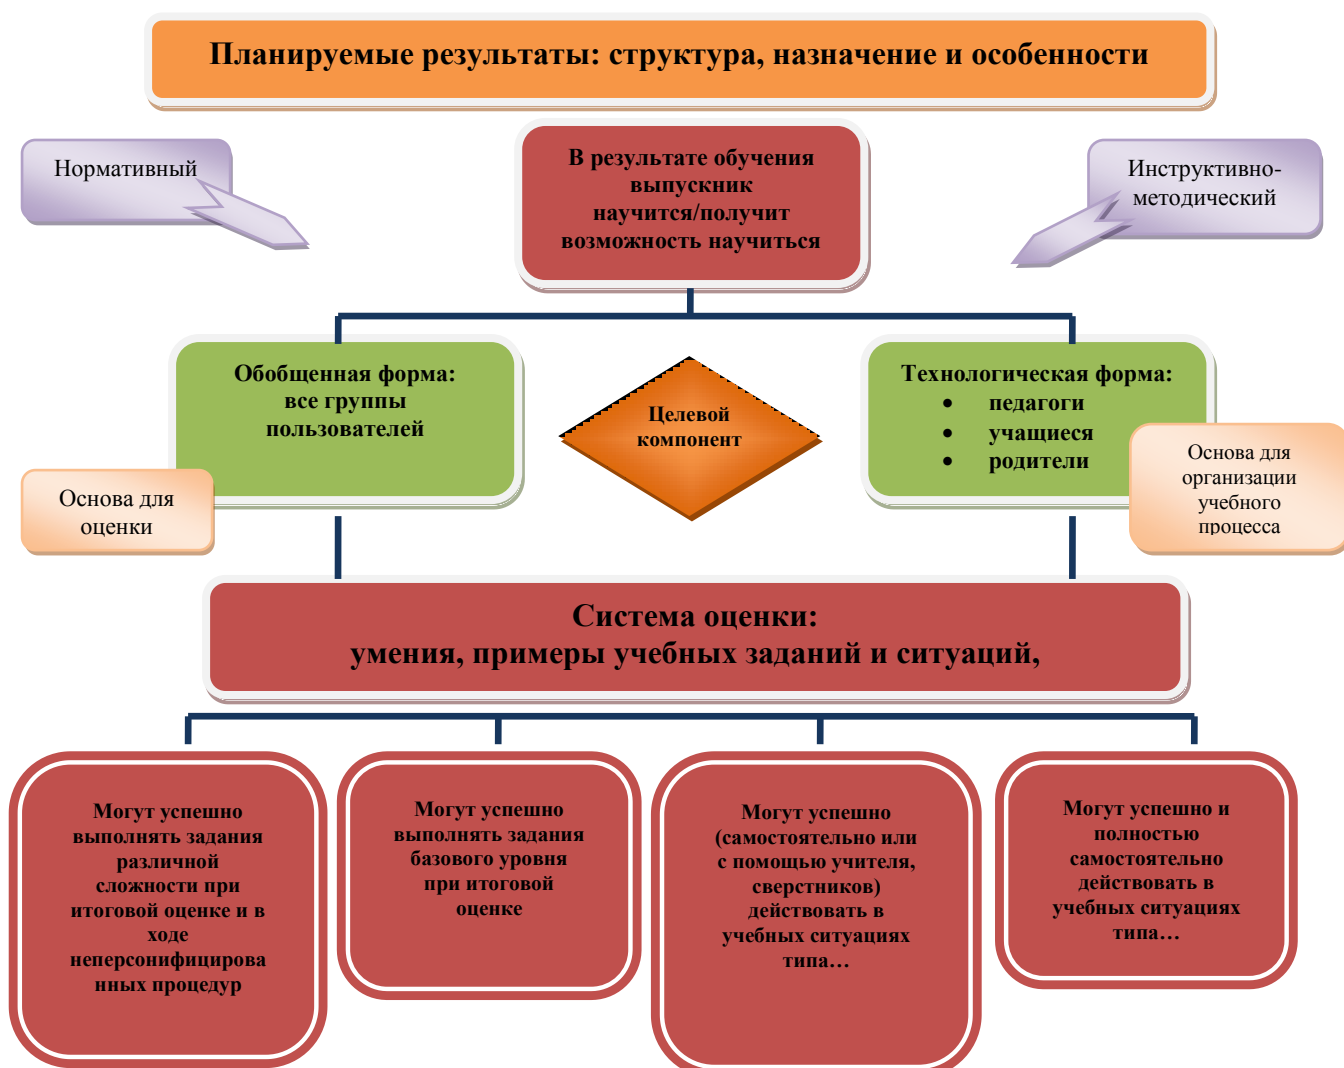 Планируемые результаты: структура, назначение и особенности
Нормативный
В результате обучения
выпускник
научится/получит
возможность научиться
Инструктивно-
методический
Обобщенная форма:
все группы
пользователей
Целевой
компонент
Технологическая форма:
• педагоги
• учащиеся
• родители
Основа для
оценки
Основа для
организации
учебного
процесса
Система оценки:
умения, примеры учебных заданий и ситуаций,
Могут успешно
выполнять задания
различной
сложности при
итоговой оценке и в
ходе
неперсонифицирова
нных процедур
Могут успешно
выполнять задания
базового уровня
при итоговой
оценке
Могут успешно
(самостоятельно или
с помощью учителя,
сверстников)
действовать в
учебных ситуациях
типа…
Могут успешно и
полностью
самостоятельно
действовать в
учебных ситуациях
типа…